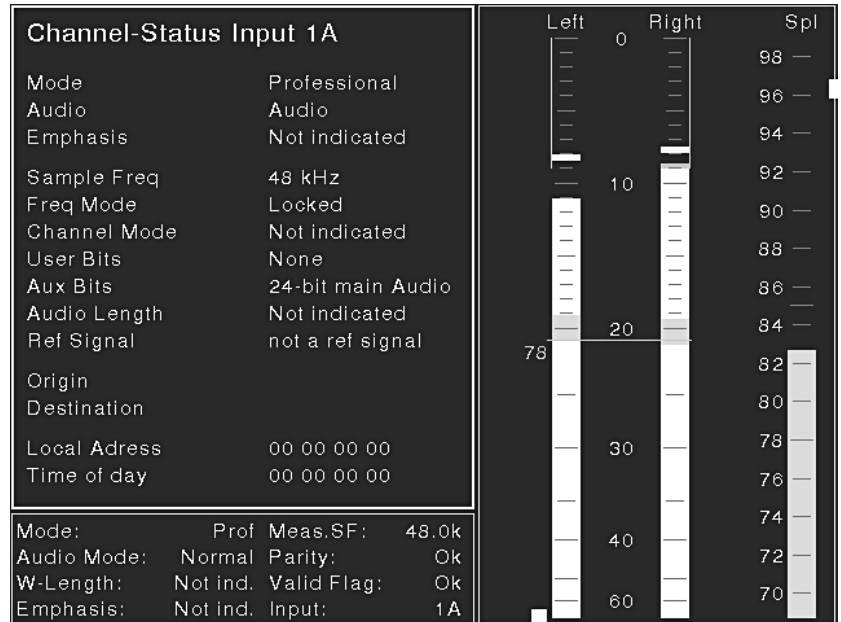 Channel-Status Input 1A
Mode Professional
Audio Audio
Emphasis Not indicated
Sample Freq 48 kHz
Freq Mode Locked
Channel Mode Not indicated
User Bits None
Aux Bits 24-bit main Audio
Audio Length Not indicated
Ref Signal not a ref signal
Origin
Destination
Local Adress 00 00 00 00
Time of day 00 00 00 00
Mode: Prof Meas.SF: 48.0k
Audio Mode: Normal Parity: Ok
W-Length: Not ind. Valid Flag: Ok
Emphasis: Not ind. Input: 1A
Left Right Spl
0
10
20
78
30
40
60
98
96
94
92
90
88
86
84
82
80
78
76
74
72
70